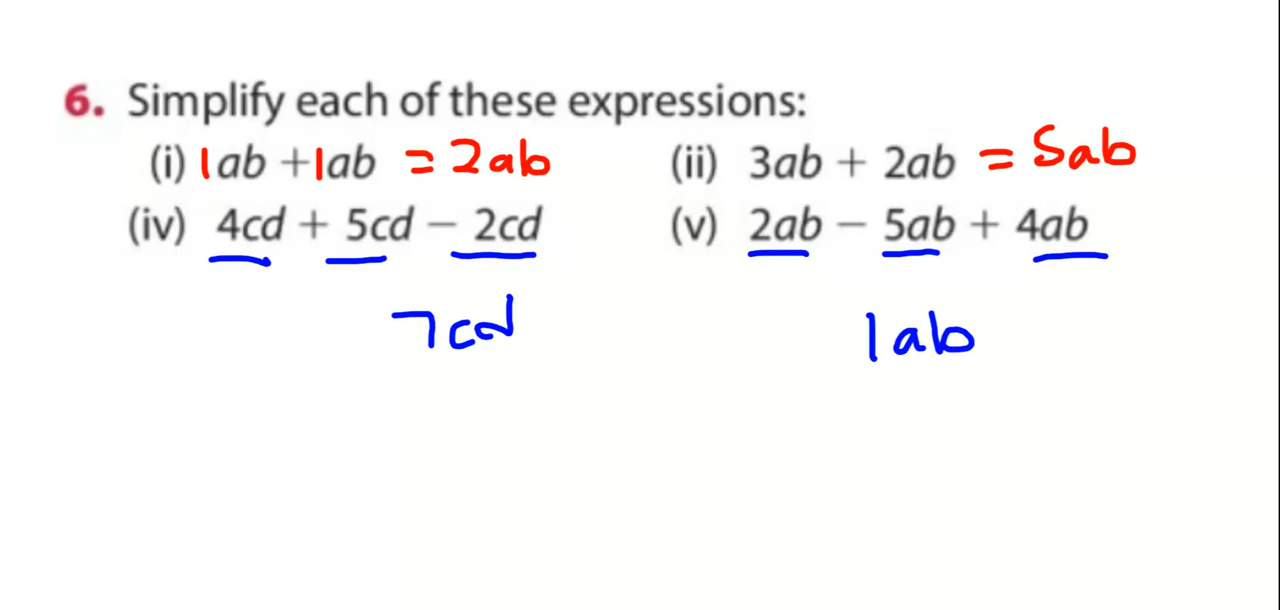 6. Simplify each of these expressions:
(i) 1ab + 1ab = 2ab (ii) 3ab + 2ab = 5ab
(iv) 4cd + 5cd − 2cd (v) 2ab − 5ab + 4ab
7cd 1ab